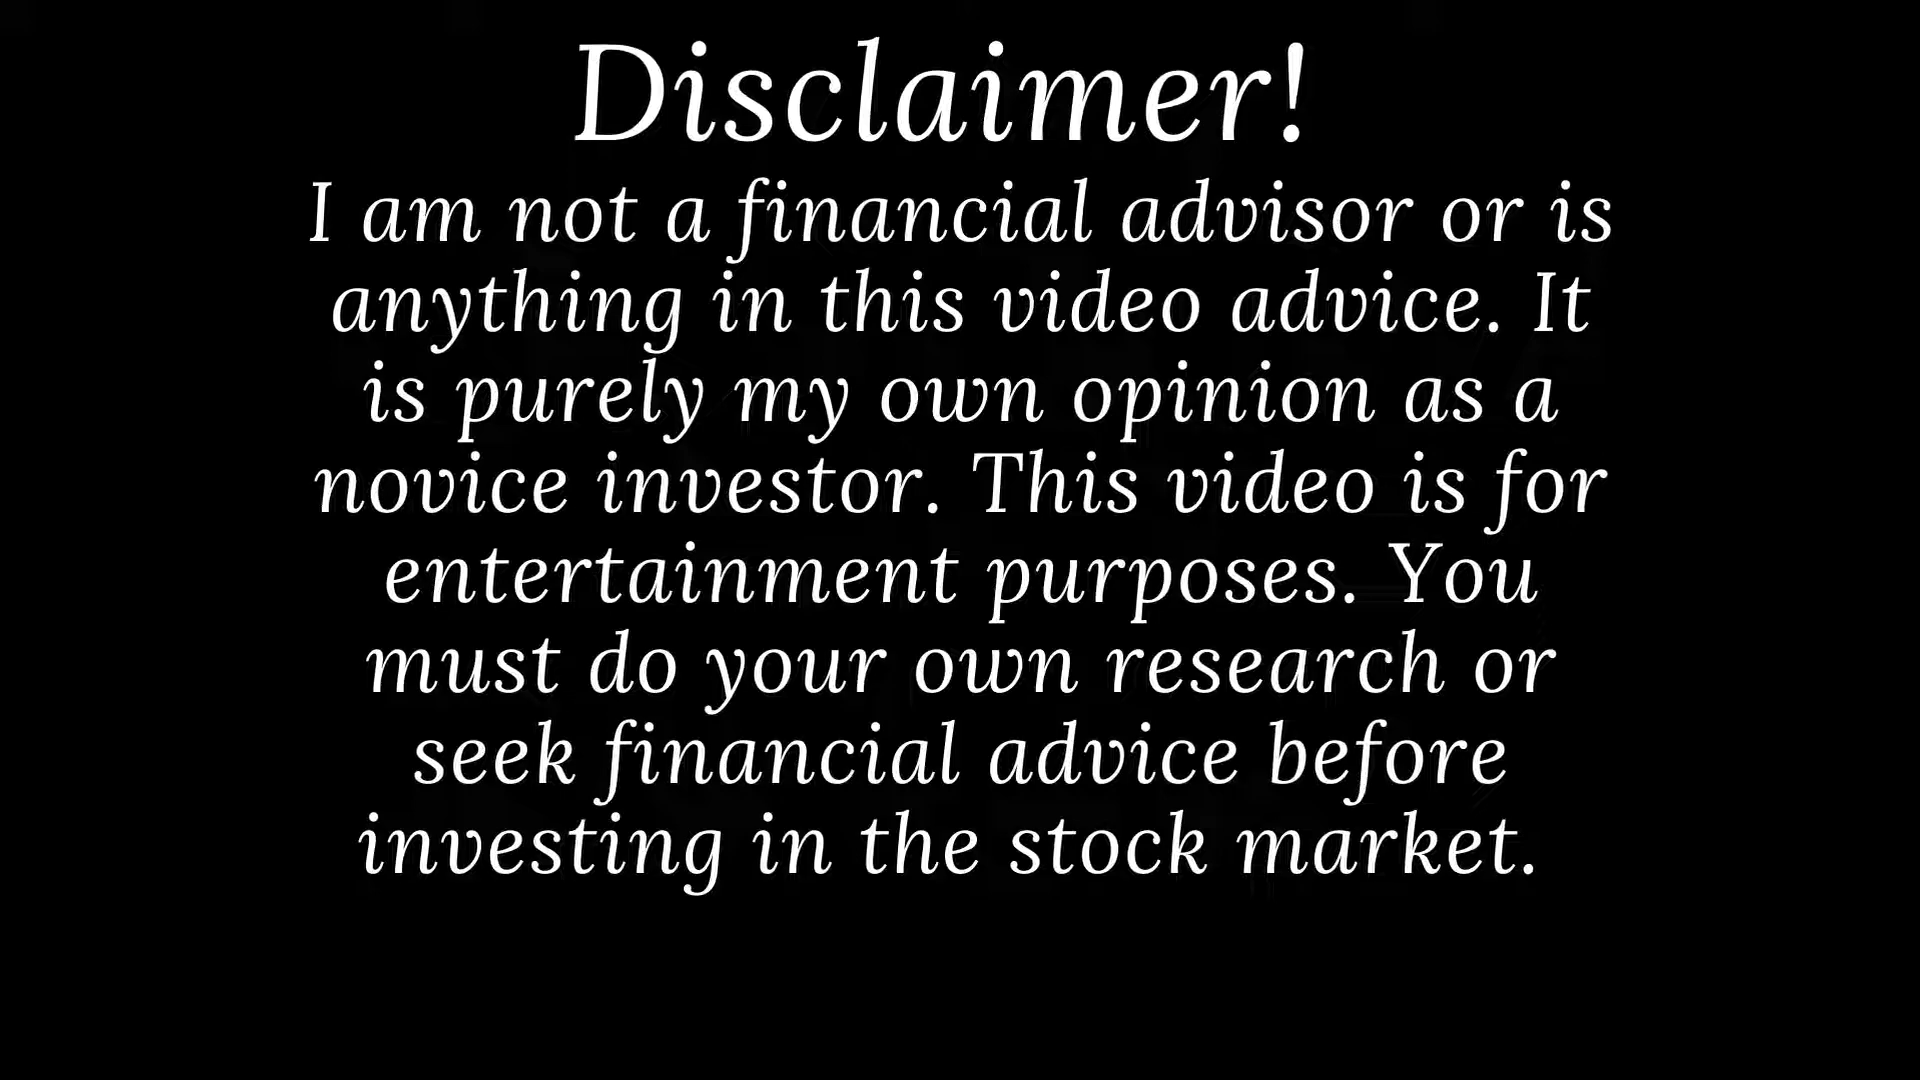 Disclaimer!
I am not a financial advisor or is
anything in this video advice. It
is purely my own opinion as a
novice investor. This video is for
entertainment purposes. You
must do your own research or
seek financial advice before
investing in the stock market.